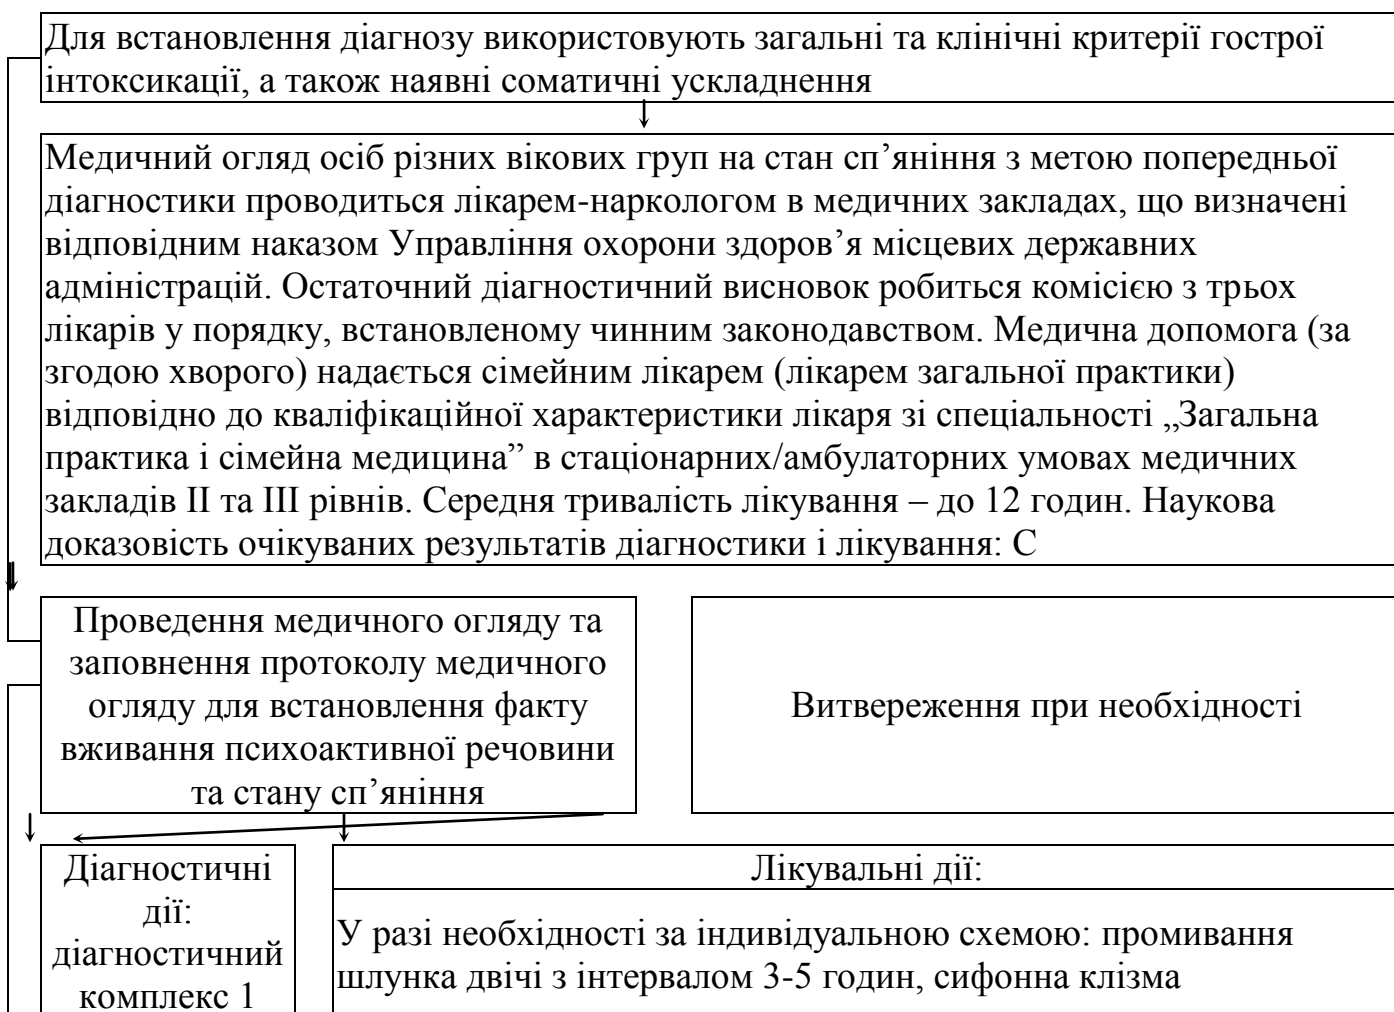 Для встановлення діагнозу використовують загальні та клінічні критерії гострої
інтоксикації, а також наявні соматичні ускладнення
Медичний огляд осіб різних вікових груп на стан сп’яніння з метою попередньої
діагностики проводиться лікарем-наркологом в медичних закладах, що визначені
відповідним наказом Управління охорони здоров’я місцевих державних
адміністрацій. Остаточний діагностичний висновок робиться комісією з трьох
лікарів у порядку, встановленому чинним законодавством. Медична допомога (за
згодою хворого) надається сімейним лікарем (лікарем загальної практики)
відповідно до кваліфікаційної характеристики лікаря зі спеціальності „Загальна
практика і сімейна медицина” в стаціонарних/амбулаторних умовах медичних
закладів ІІ та ІІІ рівнів. Середня тривалість лікування – до 12 годин. Наукова
доказовість очікуваних результатів діагностики і лікування: С
Проведення медичного огляду та
заповнення протоколу медичного
огляду для встановлення факту
вживання психоактивної речовини
та стану сп’яніння
Витвереження при необхідності
Діагностичні
дії:
діагностичний
комплекс 1
Лікувальні дії:
У разі необхідності за індивідуальною схемою: промивання
шлунка двічі з інтервалом 3-5 годин, сифонна клізма